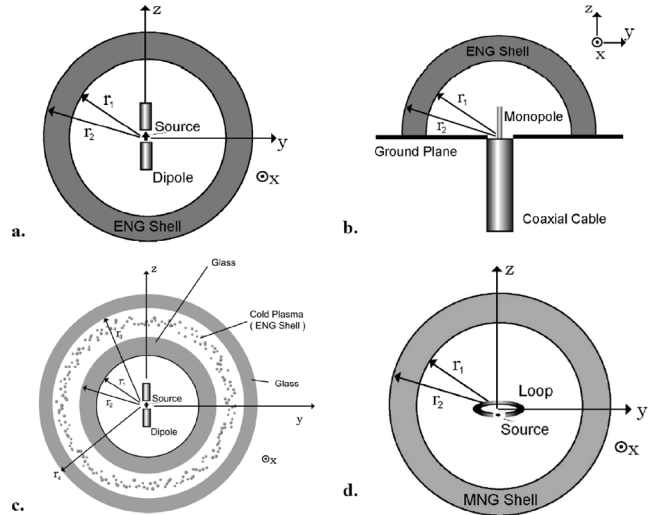 z
r₁
r₂
Source
y
Dipole
x
ENG Shell
a.
z
y
x
ENG Shell
r₁
r₂
Monopole
Ground Plane
Coaxial Cable
b.
Glass
z
Cold Plasma
( ENG Shell )
r₃
Glass
r₁
r₂
Source
y
Dipole
x
r₄
c.
z
r₁
r₂
Loop
y
Source
x
MNG Shell
d.